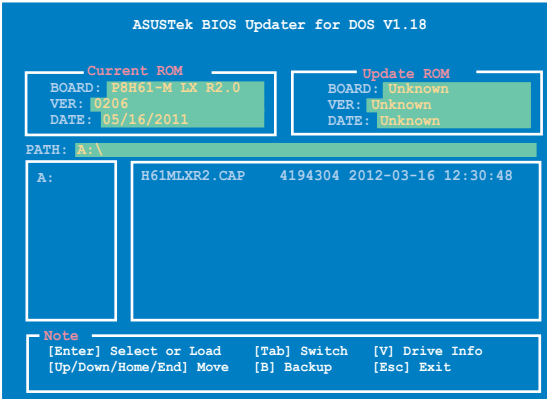 ASUSTek BIOS Updater for DOS V1.18
Current ROM
BOARD: P8H61-M LX R2.0
VER: 0206
DATE: 05/16/2011
Update ROM
BOARD: Unknown
VER: Unknown
DATE: Unknown
PATH: A:\
A:
H61MLXR2.CAP 4194304 2012-03-16 12:30:48
Note
[Enter] Select or Load [Tab] Switch [V] Drive Info
[Up/Down/Home/End] Move [B] Backup [Esc] Exit